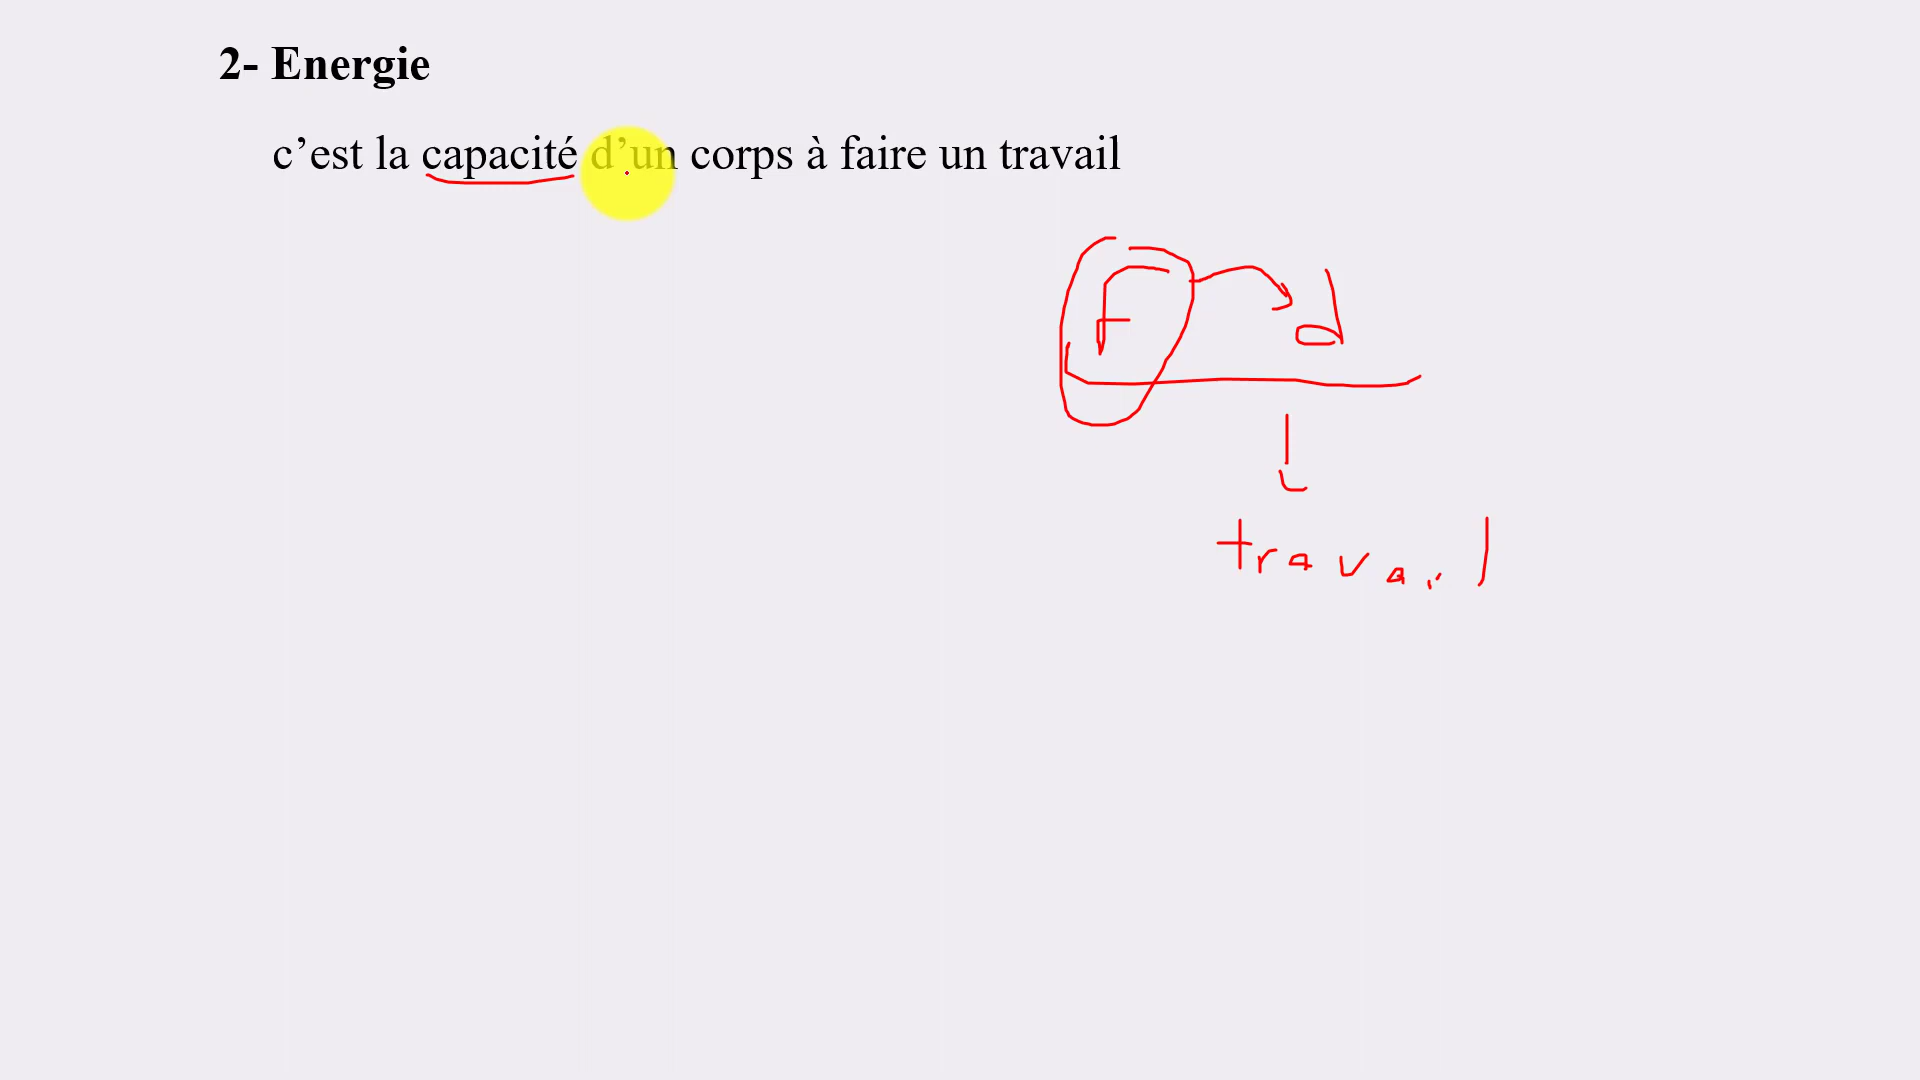 2- Energie
c’est la capacité d’un corps à faire un travail
F d
travail